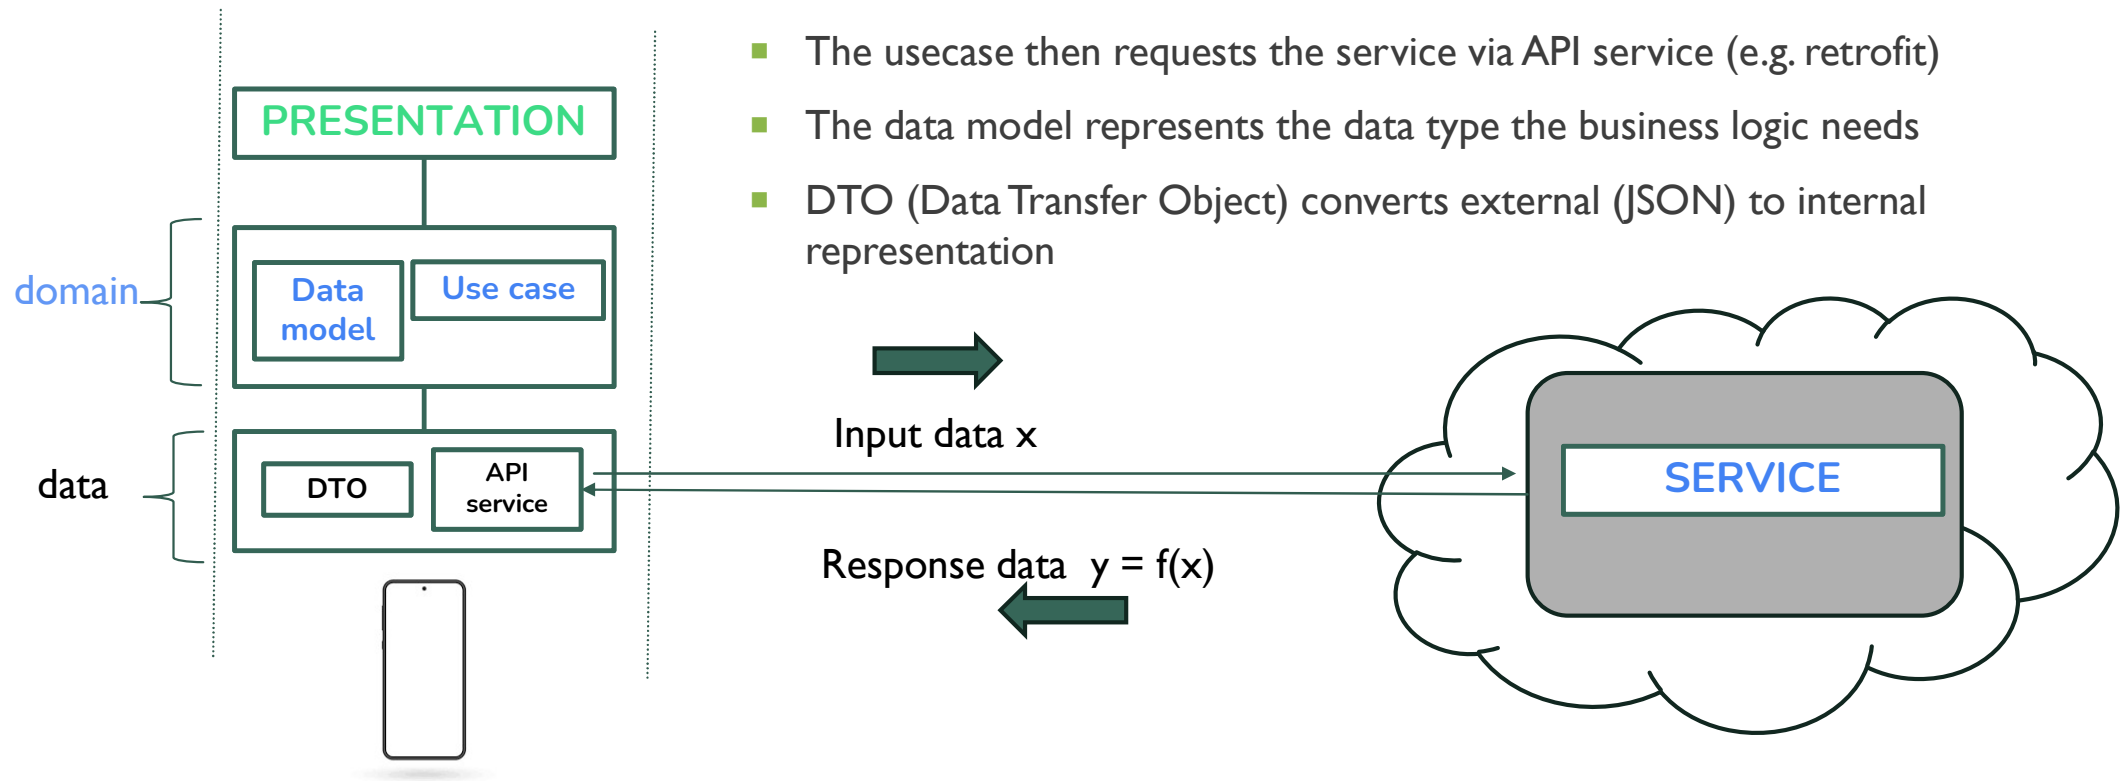 The usecase then requests the service via API service (e.g. retrofit)
The data model represents the data type the business logic needs
DTO (Data Transfer Object) converts external (JSON) to internal
representation
PRESENTATION
domain
Data
model
Use case
data
DTO
API
service
Input data x
Response data y = f(x)
SERVICE